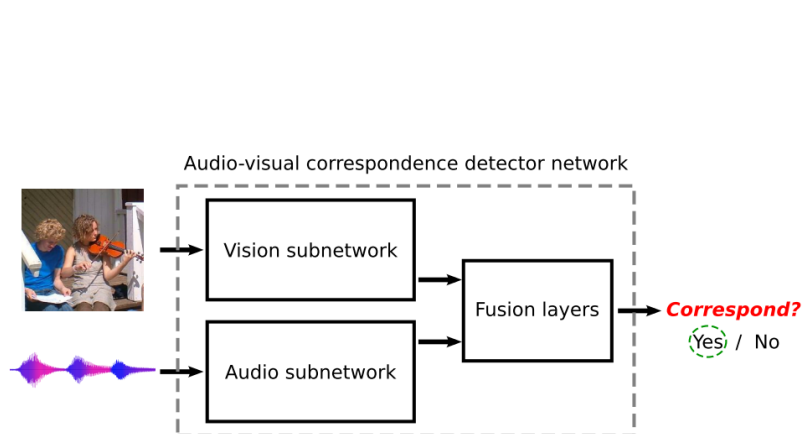 Audio-visual correspondence detector network
Vision subnetwork
Audio subnetwork
Fusion layers
Correspond?
Yes / No